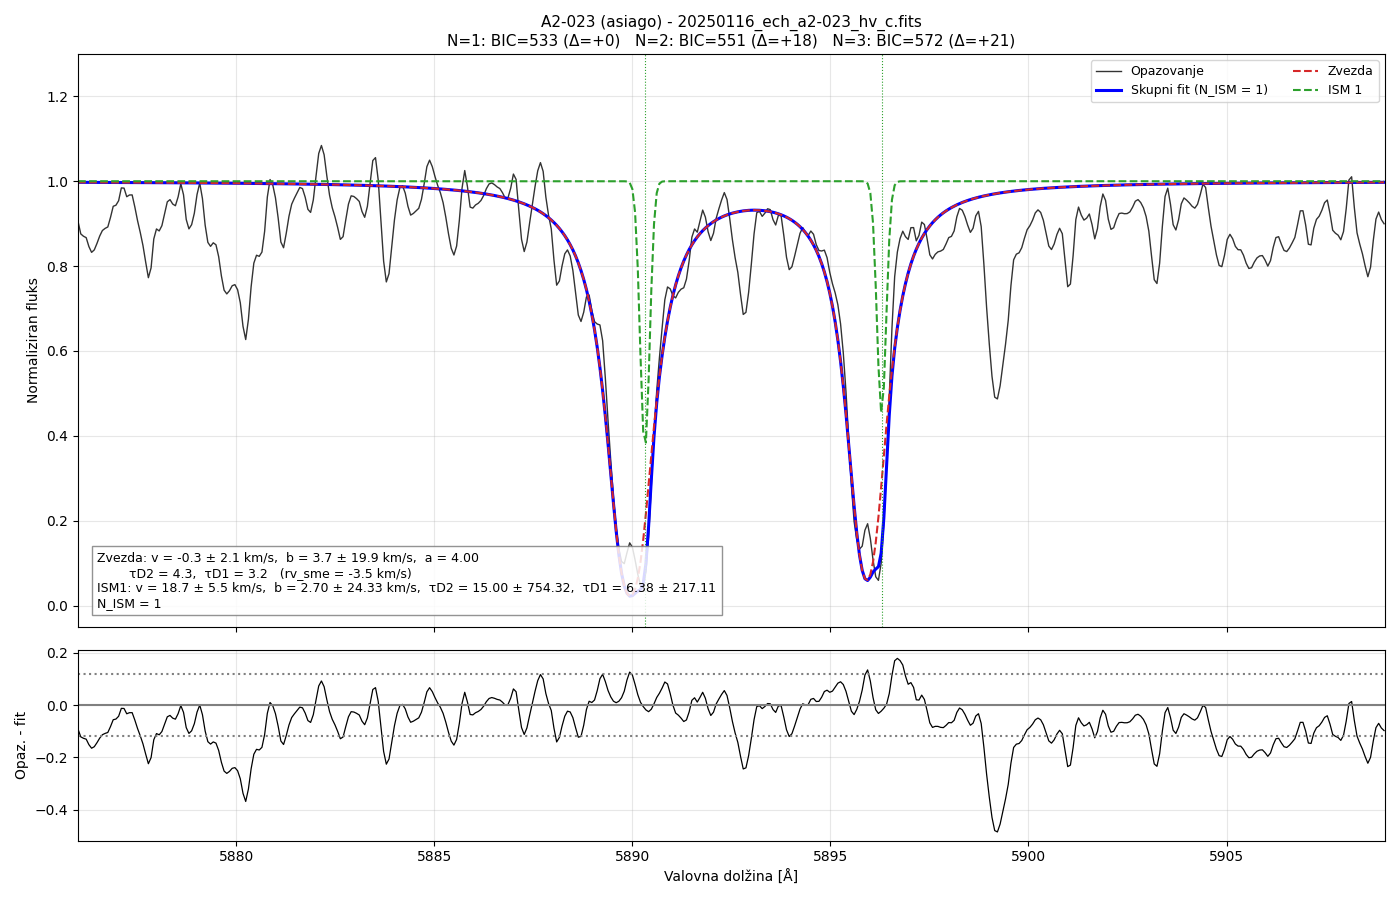 A2-023 (asiago) - 20250116_ech_a2-023_hv_c.fits
N=1: BIC=533 (Δ=+0)   N=2: BIC=551 (Δ=+18)   N=3: BIC=572 (Δ=+21)
Opazovanje
Skupni fit (N_ISM = 1)
Zvezda
ISM 1
Normaliziran fluks
1.2
1.0
0.8
0.6
0.4
0.2
0.0
Zvezda: v = -0.3 ± 2.1 km/s,  b = 3.7 ± 19.9 km/s,  a = 4.00
τD2 = 4.3,  τD1 = 3.2   (rv_sme = -3.5 km/s)
ISM1: v = 18.7 ± 5.5 km/s,  b = 2.70 ± 24.33 km/s,  τD2 = 15.00 ± 754.32,  τD1 = 6.38 ± 217.11
N_ISM = 1
Opaz. - fit
0.2
0.0
−0.2
−0.4
5880
5885
5890
5895
5900
5905
Valovna dolžina [Å]